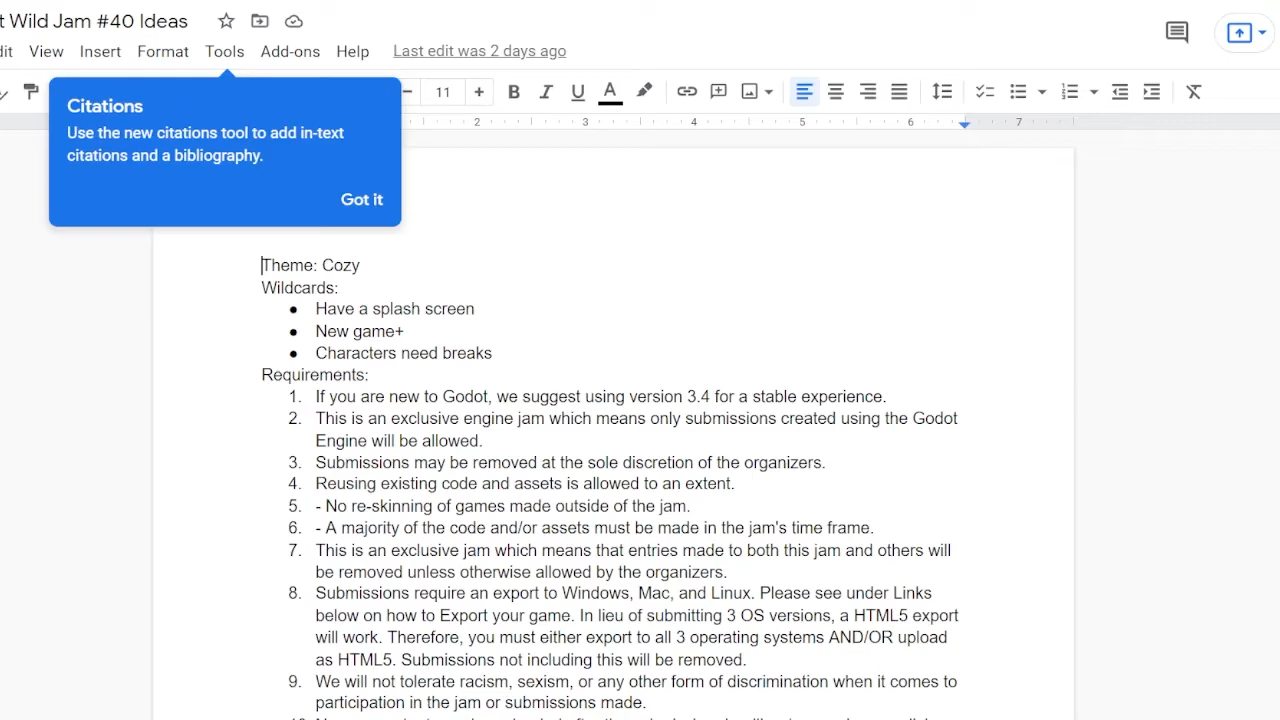 t Wild Jam #40 Ideas
dit View Insert Format Tools Add-ons Help Last edit was 2 days ago
11
Citations
Use the new citations tool to add in-text
citations and a bibliography.
Got it
2 3 4 5 6 7
Theme: Cozy
Wildcards:
● Have a splash screen
● New game+
● Characters need breaks
Requirements:
1. If you are new to Godot, we suggest using version 3.4 for a stable experience.
2. This is an exclusive engine jam which means only submissions created using the Godot
Engine will be allowed.
3. Submissions may be removed at the sole discretion of the organizers.
4. Reusing existing code and assets is allowed to an extent.
5. - No re-skinning of games made outside of the jam.
6. - A majority of the code and/or assets must be made in the jam's time frame.
7. This is an exclusive jam which means that entries made to both this jam and others will
be removed unless otherwise allowed by the organizers.
8. Submissions require an export to Windows, Mac, and Linux. Please see under Links
below on how to Export your game. In lieu of submitting 3 OS versions, a HTML5 export
will work. Therefore, you must either export to all 3 operating systems AND/OR upload
as HTML5. Submissions not including this will be removed.
9. We will not tolerate racism, sexism, or any other form of discrimination when it comes to
participation in the jam or submissions made.